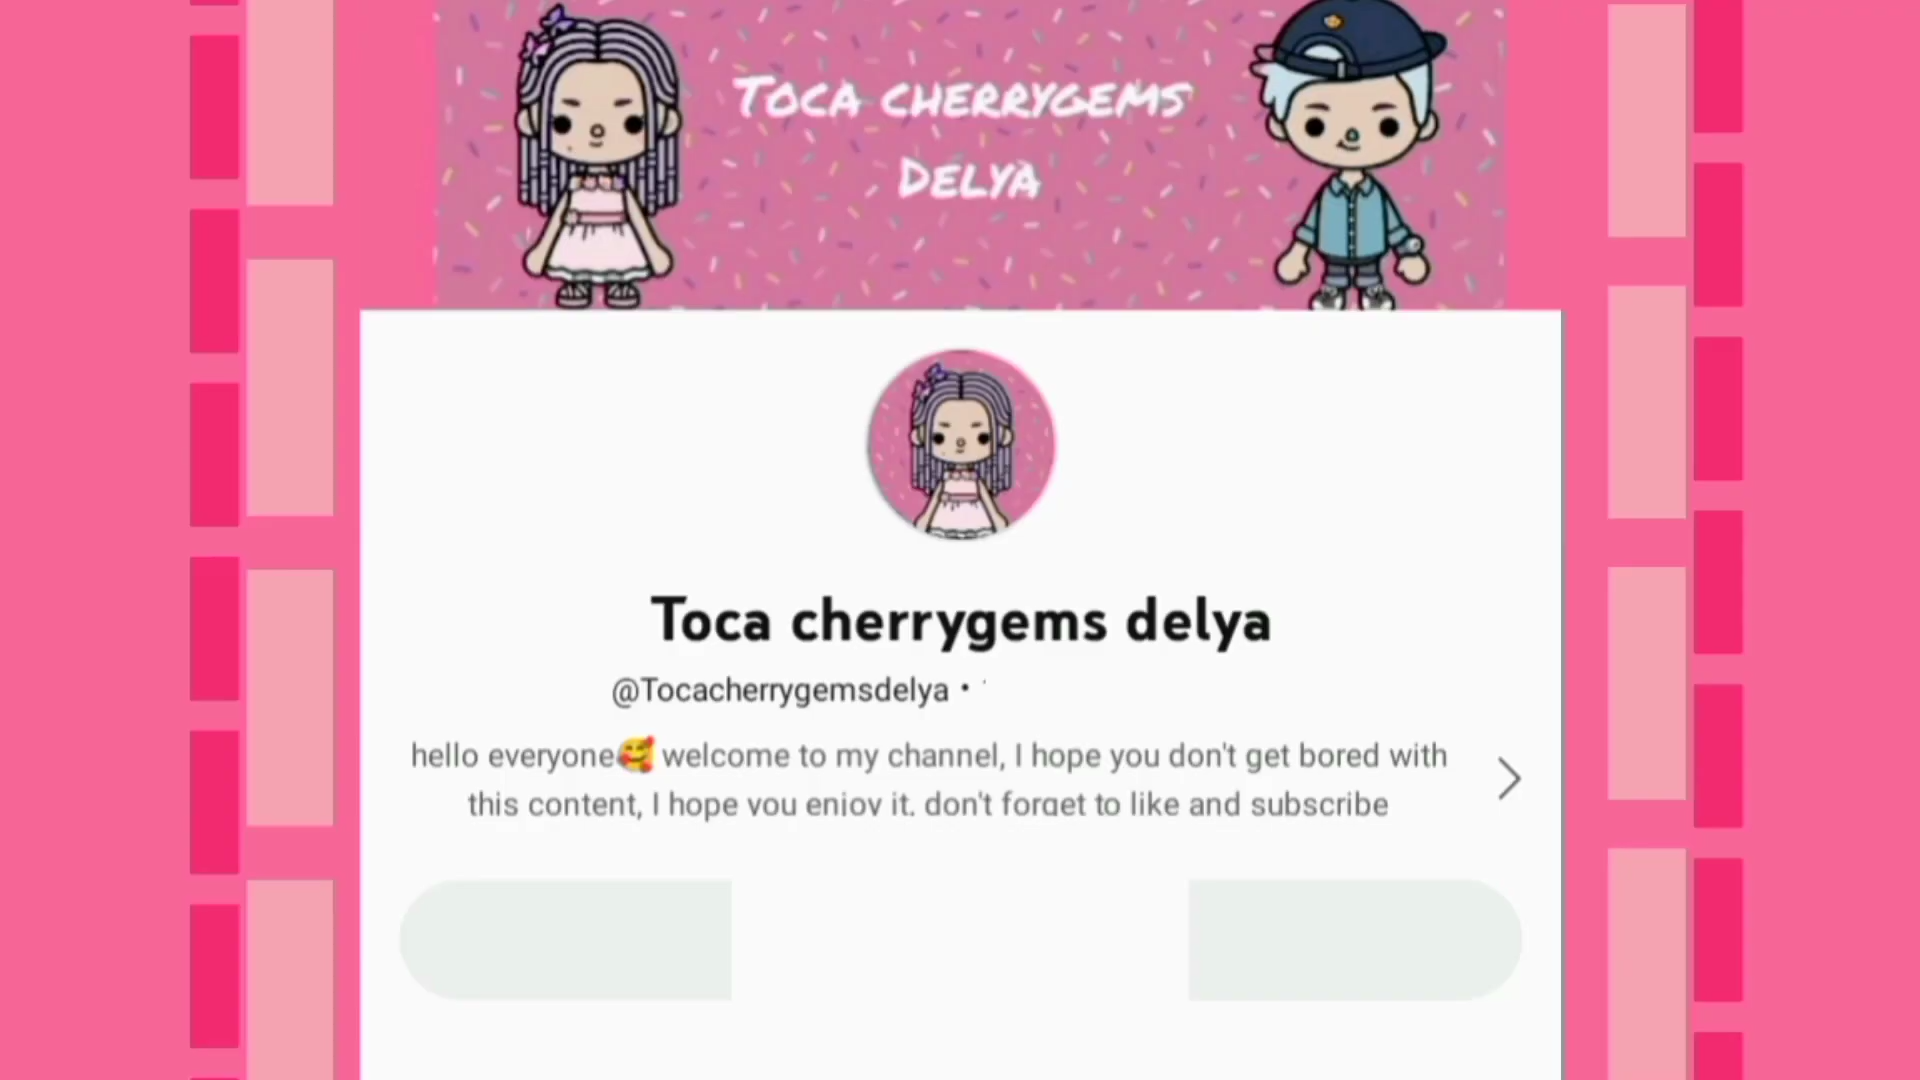 TOCA CHERRYGEMS
DELYA
Toca cherrygems delya
@Tocacherrygemsdelya •
hello everyone🥰 welcome to my channel, I hope you don't get bored with
this content, I hope you enjoy it. don't forget to like and subscribe